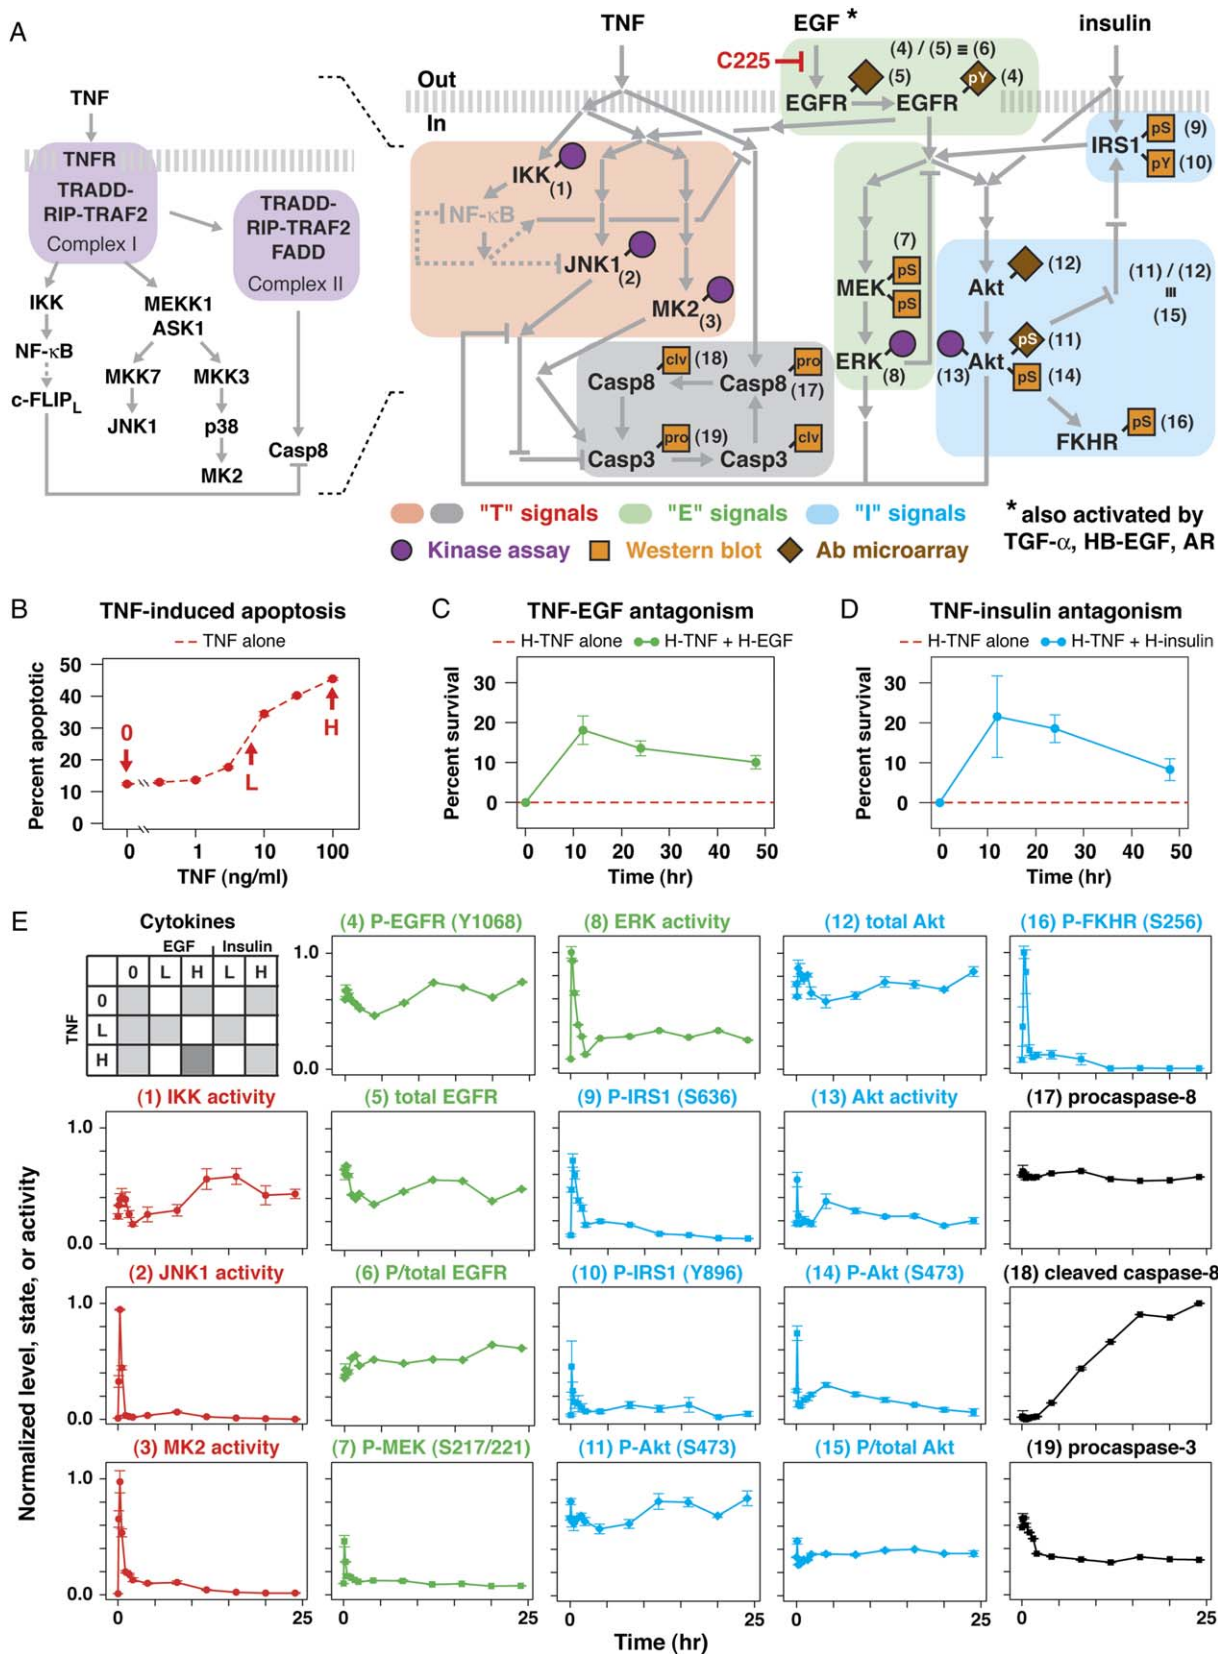 A
TNF
TNFR
TRADD-
RIP-TRAF2
Complex I
TRADD-
RIP-TRAF2
FADD
Complex II
IKK
MEKK1
ASK1
NF-κB
MKK7
MKK3
c-FLIPL
JNK1
p38
Casp8
MK2
TNF
EGF *
insulin
C225
(4) / (5) ≡ (6)
Out
In
EGFR
(5)
EGFR
pY
(4)
IRS1
pS
(9)
pY
(10)
IKK
(1)
NF-κB
JNK1
(2)
MK2
(3)
(7)
MEK
pS
pS
ERK
(8)
Akt
(12)
(11) / (12)
≡
(15)
(13)
Akt
pS
(11)
pS
(14)
FKHR
pS
(16)
Casp8
clv
(18)
Casp8
pro
(17)
Casp3
pro
(19)
Casp3
clv
"T" signals
"E" signals
"I" signals
Kinase assay
Western blot
Ab microarray
* also activated by
TGF-α, HB-EGF, AR
B
TNF-induced apoptosis
TNF alone
Percent apoptotic
50
40
30
20
10
0
0
L
H
0
1
10
100
TNF (ng/ml)
C
TNF-EGF antagonism
H-TNF alone
H-TNF + H-EGF
Percent survival
30
20
10
0
0 10 20 30 40 50
Time (hr)
D
TNF-insulin antagonism
H-TNF alone
H-TNF + H-insulin
Percent survival
30
20
10
0
0 10 20 30 40 50
Time (hr)
E
Cytokines
EGF
Insulin
0 L H L H
TNF
0
L
H
(4) P-EGFR (Y1068)
(8) ERK activity
(12) total Akt
(16) P-FKHR (S256)
1.0
0.0
(1) IKK activity
(5) total EGFR
(9) P-IRS1 (S636)
(13) Akt activity
(17) procaspase-8
1.0
0.0
(2) JNK1 activity
(6) P/total EGFR
(10) P-IRS1 (Y896)
(14) P-Akt (S473)
(18) cleaved caspase-8
1.0
0.0
(3) MK2 activity
(7) P-MEK (S217/221)
(11) P-Akt (S473)
(15) P/total Akt
(19) procaspase-3
1.0
0.0
0 25 0 25 0 25 0 25 0 25
Normalized level, state, or activity
Time (hr)